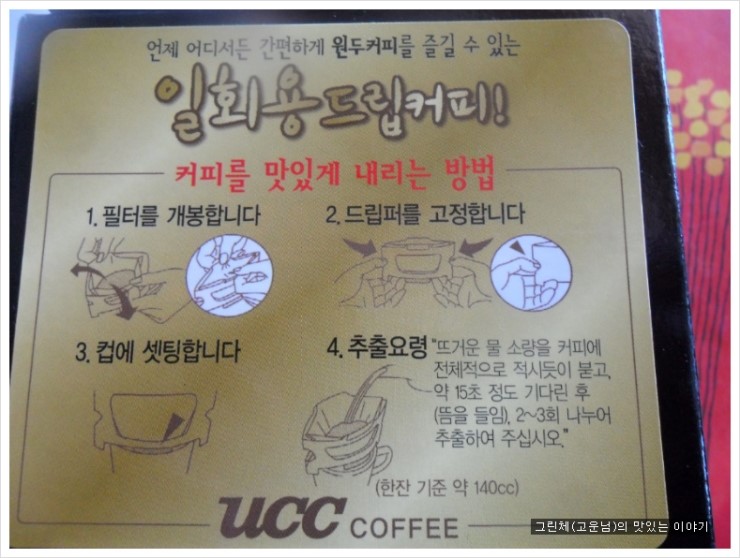 언제 어디서든 간편하게 원두커피를 즐길 수 있는
일회용드립커피!
커피를 맛있게 내리는 방법
1. 필터를 개봉합니다
2. 드립퍼를 고정합니다
3. 컵에 셋팅합니다
4. 추출요령 "뜨거운 물 소량을 커피에
전체적으로 적시듯이 붇고,
약 15초 정도 기다린 후
(뜸을 들임), 2~3회 나누어
추출하여 주십시오."
(한잔 기준 약 140cc)
UCC COFFEE
그린체(고운님)의 맛있는 이야기